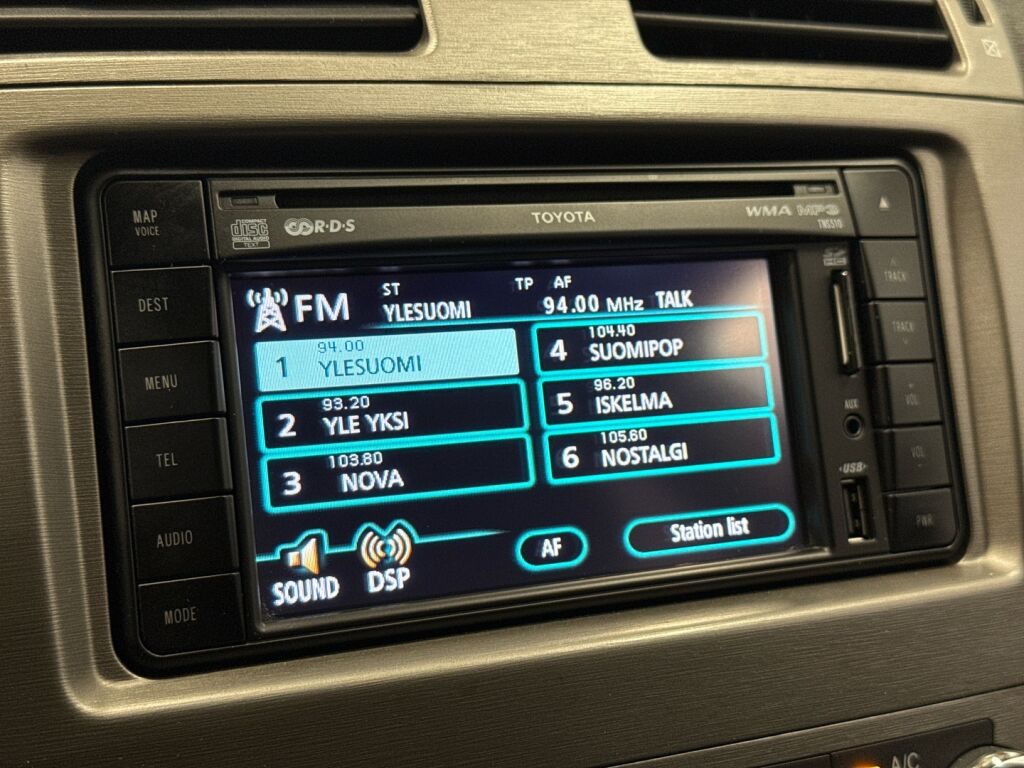 MAP
VOICE
DEST
MENU
TEL
AUDIO
MODE
COMPACT
disc
DIGITAL AUDIO
TEXT
R·D·S
TOYOTA
WMA MP3
TNS510
FM
ST
YLESUOMI
TP AF
94.00 MHz TALK
1 94.00
YLESUOMI
2 93.20
YLE YKSI
3 103.80
NOVA
4 104.40
SUOMIPOP
5 96.20
ISKELMA
6 105.60
NOSTALGI
SOUND
DSP
AF
Station list
TRACK
TRACK
AUX
VOL
USB
VOL
PWR
A/C